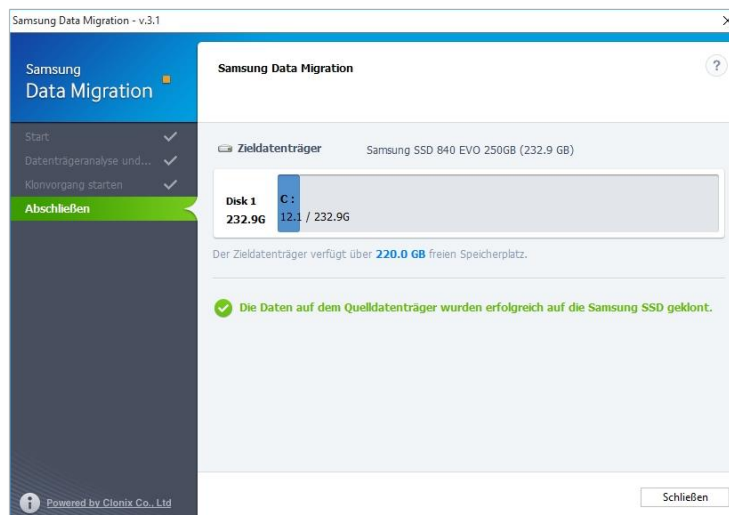 Samsung Data Migration - v.3.1
Samsung
Data Migration
Samsung Data Migration
?
Start
Datenträgeranalyse und...
Klonvorgang starten
Abschließen
Zieldatenträger
Samsung SSD 840 EVO 250GB (232.9 GB)
Disk 1
232.9G
C :
12.1 / 232.9G
Der Zieldatenträger verfügt über 220.0 GB freien Speicherplatz.
Die Daten auf dem Quelldatenträger wurden erfolgreich auf die Samsung SSD geklont.
Powered by Clonix Co., Ltd
Schließen